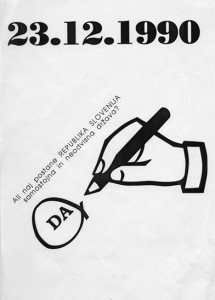 23.12.1990
Ali naj postane REPUBLIKA SLOVENIJA
samostojna in neodvisna država?
DA